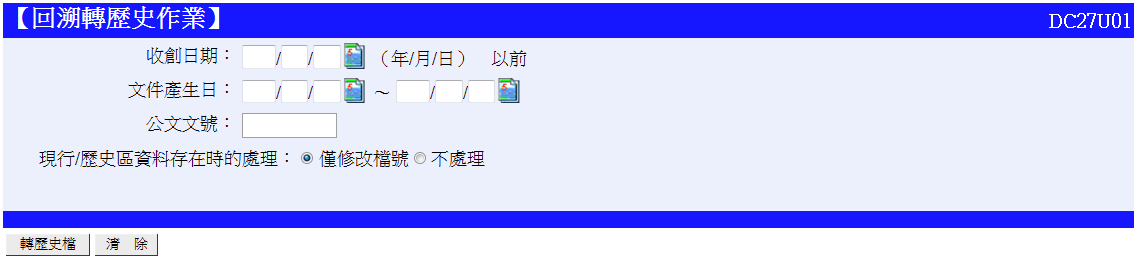 【回溯轉歷史作業】 DC27U01
收創日期： / / （年/月/日） 以前
文件產生日： / / ～ / /
公文文號：
現行/歷史區資料存在時的處理： 僅修改檔號 不處理
轉歷史檔 清 除